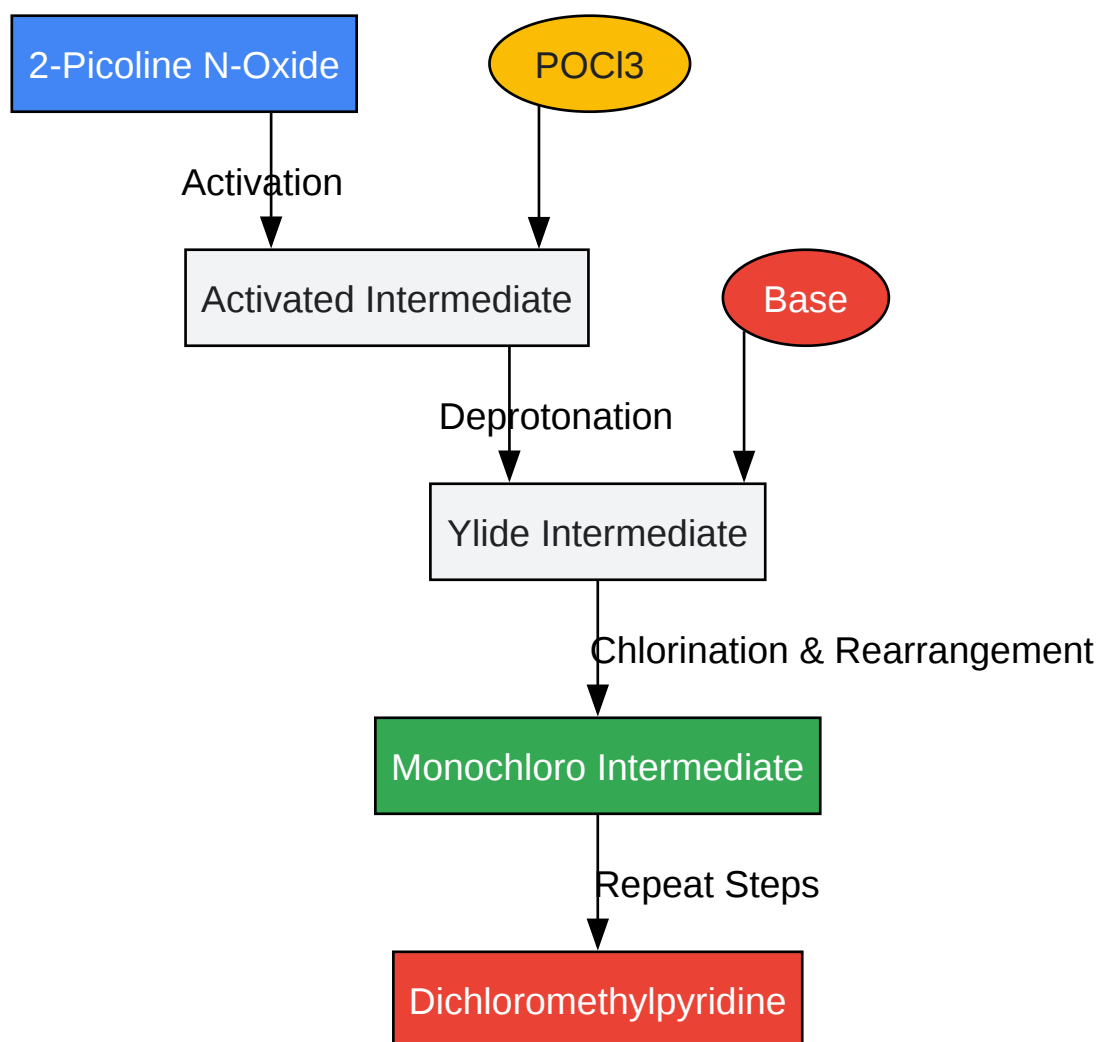 2-Picoline N-Oxide
POCl3
Activation
Activated Intermediate
Base
Deprotonation
Ylide Intermediate
Chlorination & Rearrangement
Monochloro Intermediate
Repeat Steps
Dichloromethylpyridine